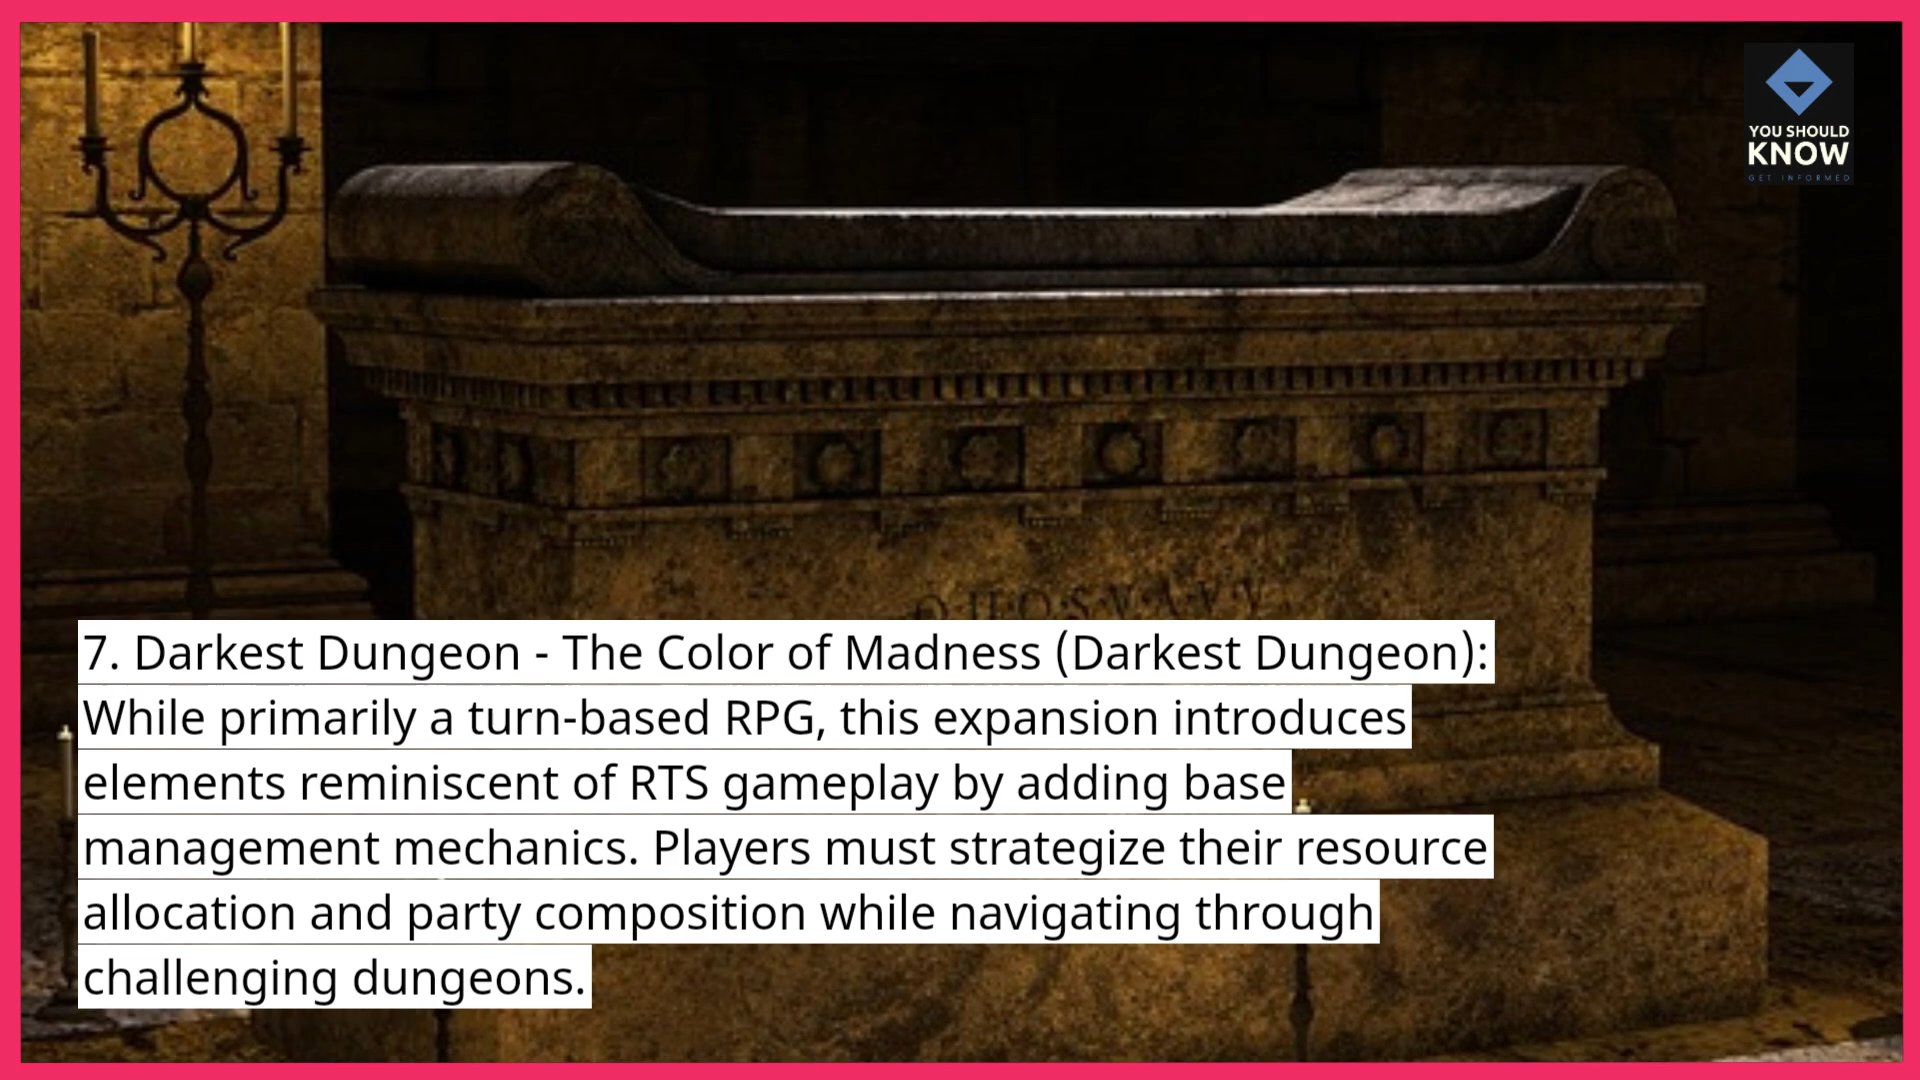 YOU SHOULD
KNOW
GET INFORMED
7. Darkest Dungeon - The Color of Madness (Darkest Dungeon):
While primarily a turn-based RPG, this expansion introduces
elements reminiscent of RTS gameplay by adding base
management mechanics. Players must strategize their resource
allocation and party composition while navigating through
challenging dungeons.